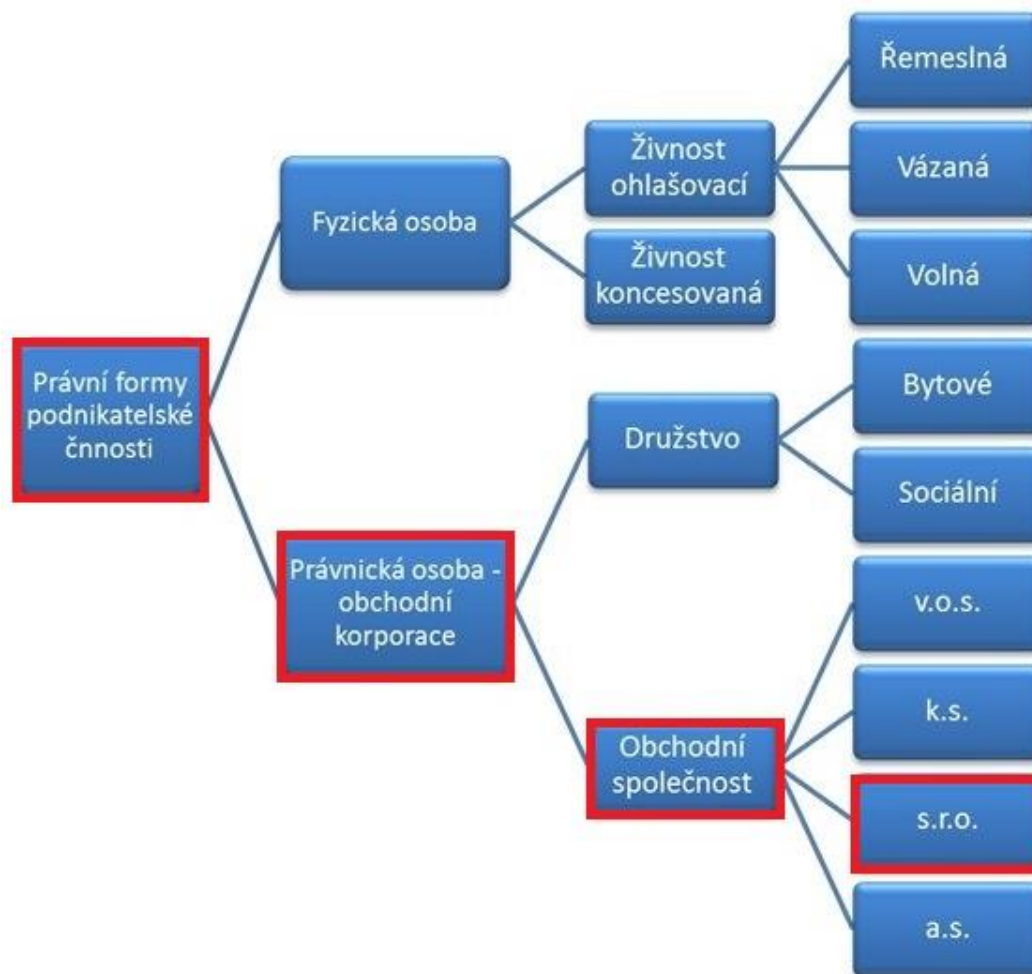 Řemeslná
Živnost
ohlašovací
Vázaná
Fyzická osoba
Živnost
koncesovaná
Volná
Právní formy
podnikatelské
čnnosti
Bytové
Družstvo
Sociální
Právnická osoba -
obchodní
korporace
v.o.s.
k.s.
Obchodní
společnost
s.r.o.
a.s.